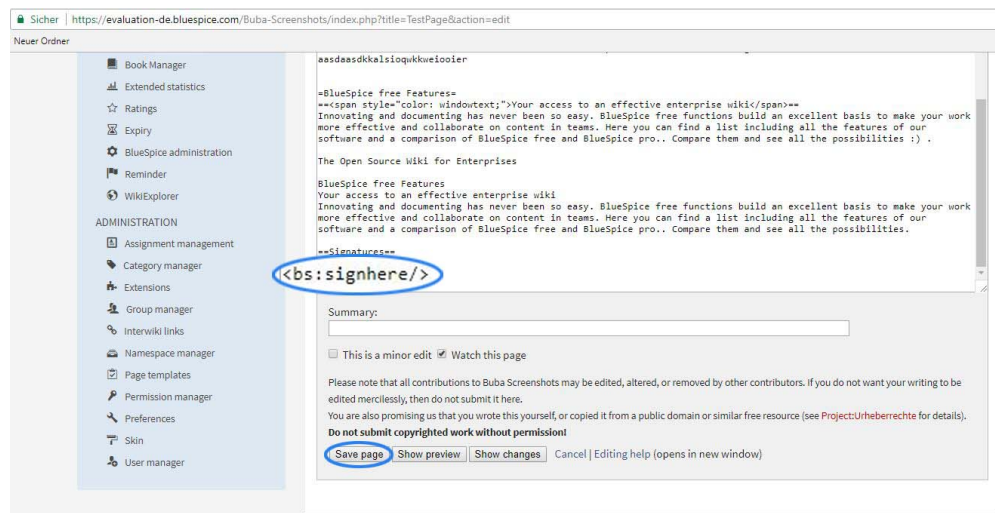 Sicher | https://evaluation-de.bluespice.com/Buba-Screenshots/index.php?title=TestPage&action=edit
Neuer Ordner
Book Manager
Extended statistics
Ratings
Expiry
BlueSpice administration
Reminder
WikiExplorer
ADMINISTRATION
Assignment management
Category manager
Extensions
Group manager
Interwiki links
Namespace manager
Page templates
Permission manager
Preferences
Skin
User manager
aasdaasdkkalsioqwkkweiooier
=BlueSpice free Features=
==<span style="color: windowtext;">Your access to an effective enterprise wiki</span>==
Innovating and documenting has never been so easy. BlueSpice free functions build an excellent basis to make your work
more effective and collaborate on content in teams. Here you can find a list including all the features of our
software and a comparison of BlueSpice free and BlueSpice pro.. Compare them and see all the possibilities :) .
The Open Source Wiki for Enterprises
BlueSpice free Features
Your access to an effective enterprise wiki
Innovating and documenting has never been so easy. BlueSpice free functions build an excellent basis to make your work
more effective and collaborate on content in teams. Here you can find a list including all the features of our
software and a comparison of BlueSpice free and BlueSpice pro.. Compare them and see all the possibilities.
==Signatures==
<bs:signhere/>
Summary:
This is a minor edit Watch this page
Please note that all contributions to Buba Screenshots may be edited, altered, or removed by other contributors. If you do not want your writing to be
edited mercilessly, then do not submit it here.
You are also promising us that you wrote this yourself, or copied it from a public domain or similar free resource (see Project:Urheberrechte for details).
Do not submit copyrighted work without permission!
Save page Show preview Show changes Cancel | Editing help (opens in new window)